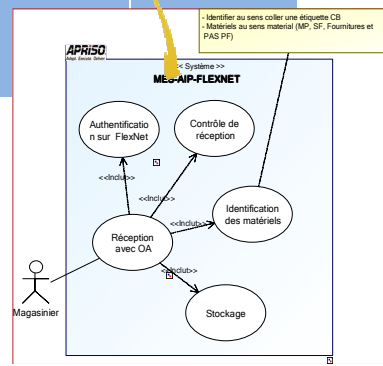 - Identifier au sens coller une étiquette CB
- Matériels au sens material (MP, SF, Fournitures et
PAS PF)
APRISO
Adapt. Execute. Deliver.
<< Système >>
MES-AIP-FLEXNET
Authentificatio
n sur FlexNet
Contrôle de
réception
<<Inclut>>
<<Inclut>>
<<Inclut>>
Identification
des matériels
Réception
avec OA
<<Inclut>>
Magasinier
Stockage